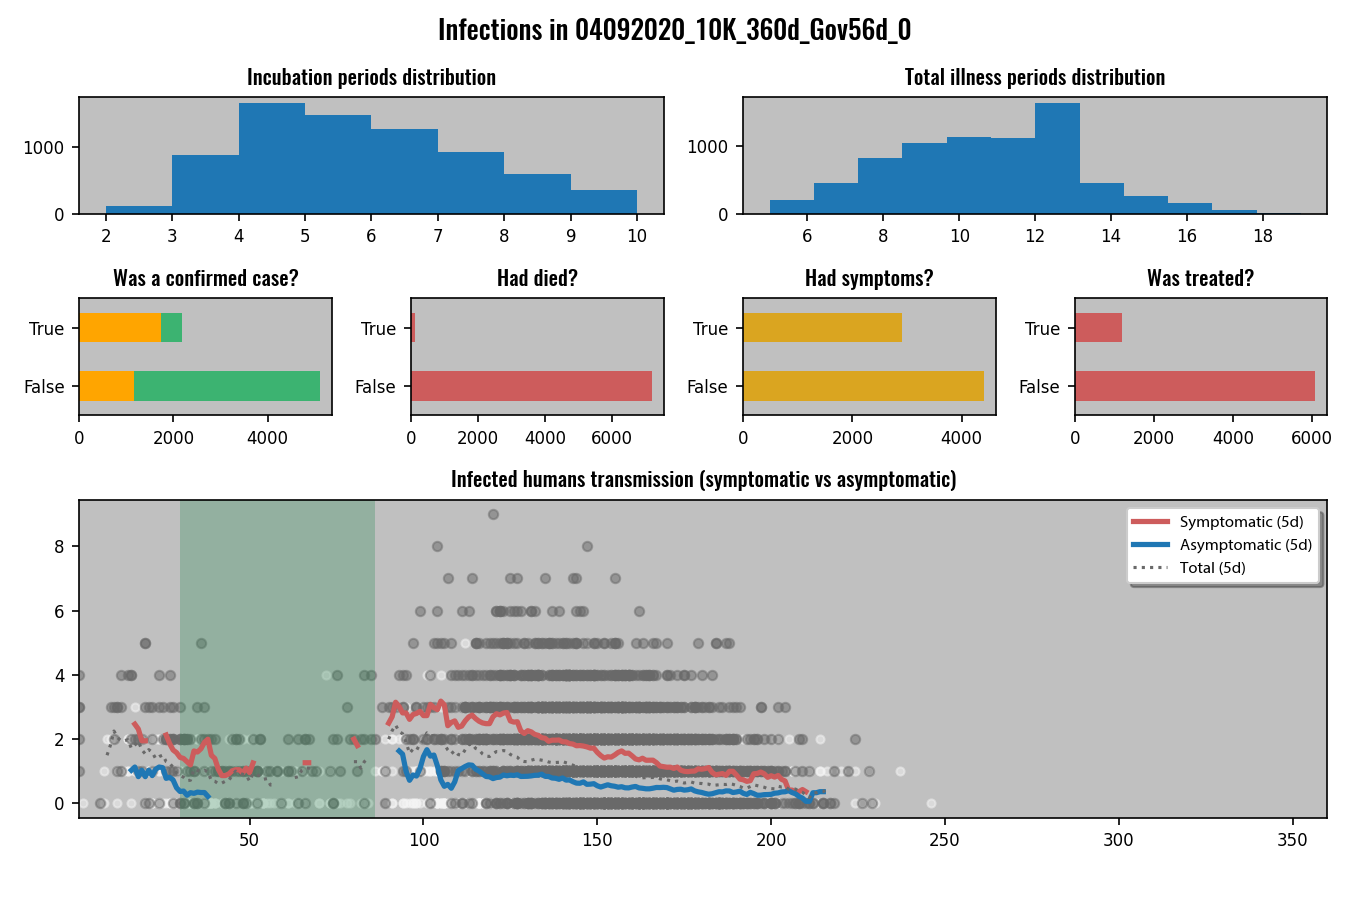 Infections in 04092020_10K_360d_Gov56d_0
Incubation periods distribution
Total illness periods distribution
1000
0
2 3 4 5 6 7 8 9 10
1000
0
6 8 10 12 14 16 18
Was a confirmed case?
Had died?
Had symptoms?
Was treated?
True
False
0 2000 4000
True
False
0 2000 4000 6000
True
False
0 2000 4000
True
False
0 2000 4000 6000
Infected humans transmission (symptomatic vs asymptomatic)
Symptomatic (5d)
Asymptomatic (5d)
Total (5d)
8
6
4
2
0
50 100 150 200 250 300 350